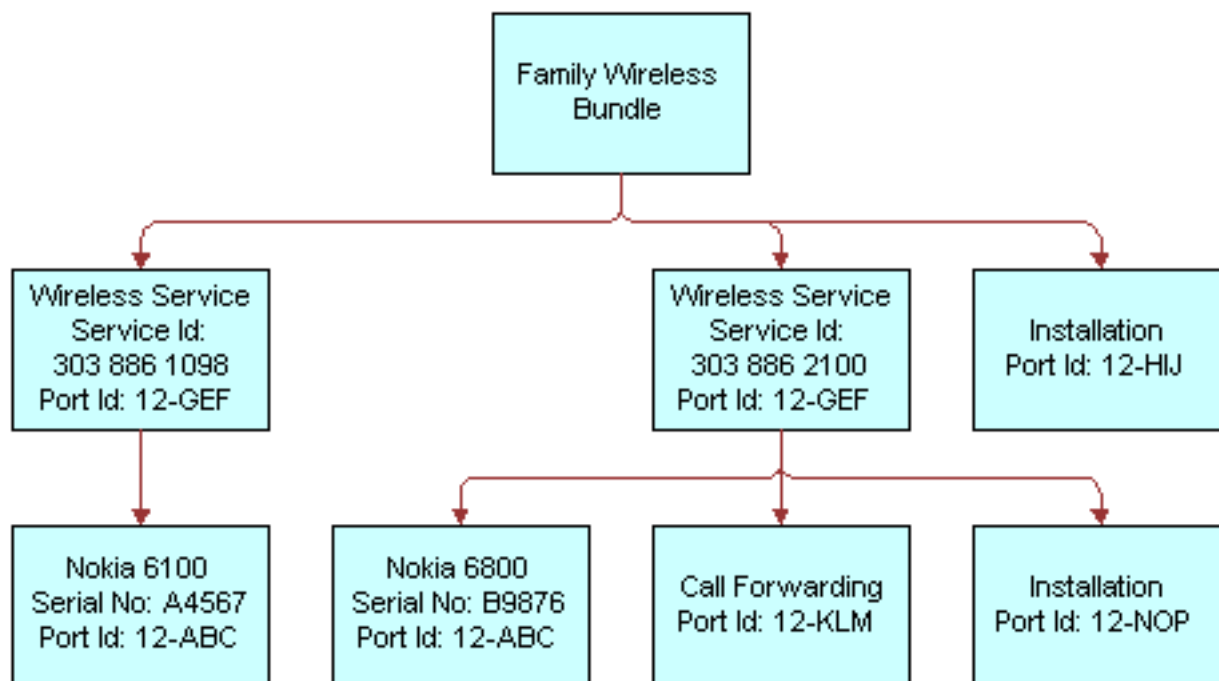 Family Wireless
Bundle
Wireless Service
Service Id:
303 886 1098
Port Id: 12-GEF
Wireless Service
Service Id:
303 886 2100
Port Id: 12-GEF
Installation
Port Id: 12-HIJ
Nokia 6100
Serial No: A4567
Port Id: 12-ABC
Nokia 6800
Serial No: B9876
Port Id: 12-ABC
Call Forwarding
Port Id: 12-KLM
Installation
Port Id: 12-NOP